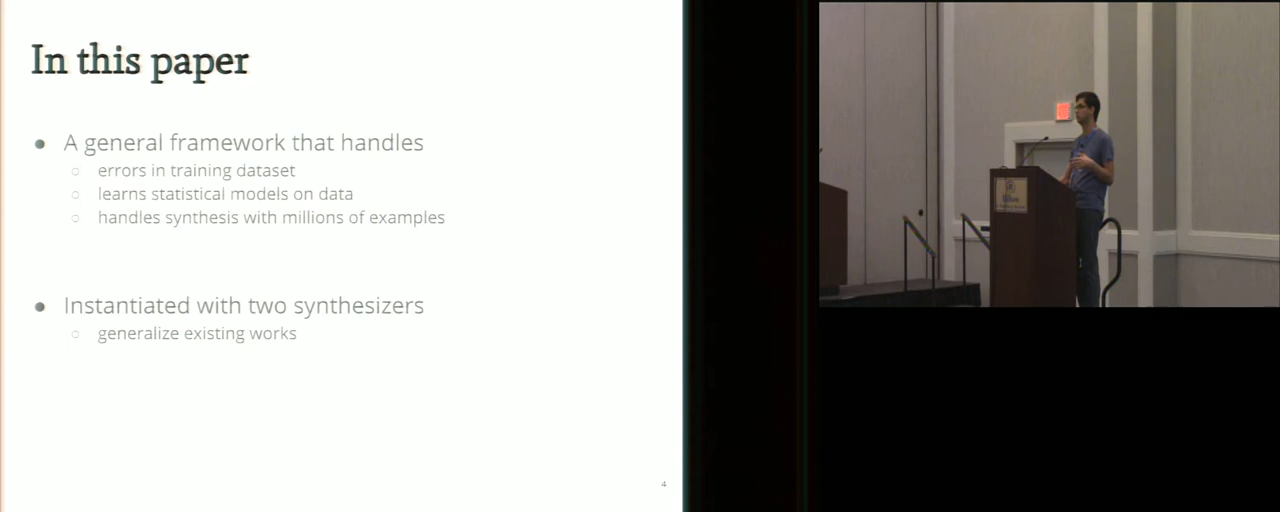 In this paper
A general framework that handles
errors in training dataset
learns statistical models on data
handles synthesis with millions of examples
Instantiated with two synthesizers
generalize existing works
4